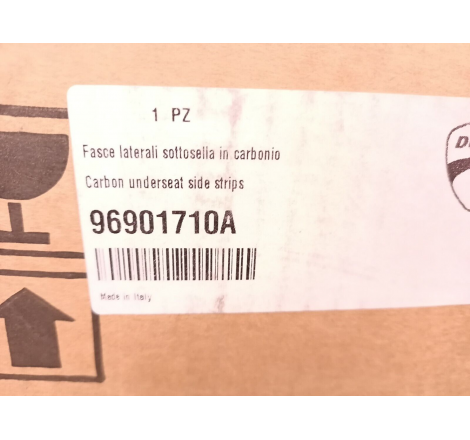 1 PZ
Fasce laterali sottosella in carbonio
Carbon underseat side strips
96901710A
Made in Italy